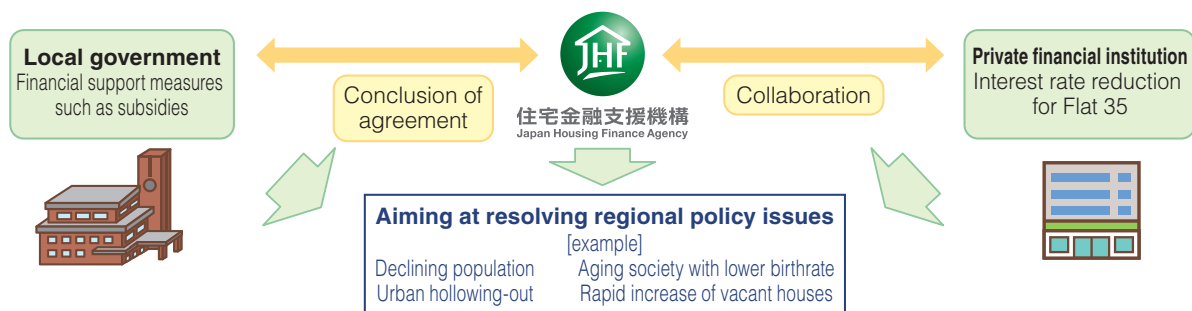 Local government
Financial support measures
such as subsidies
Conclusion of
agreement
JHF
住宅金融支援機構
Japan Housing Finance Agency
Collaboration
Private financial institution
Interest rate reduction
for Flat 35
Aiming at resolving regional policy issues
[example]
Declining population Aging society with lower birthrate
Urban hollowing-out Rapid increase of vacant houses